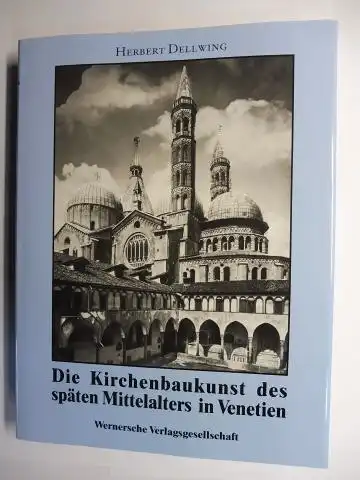 Herbert Dellwing
Die Kirchenbaukunst des
späten Mittelalters in Venetien
Wernersche Verlagsgesellschaft